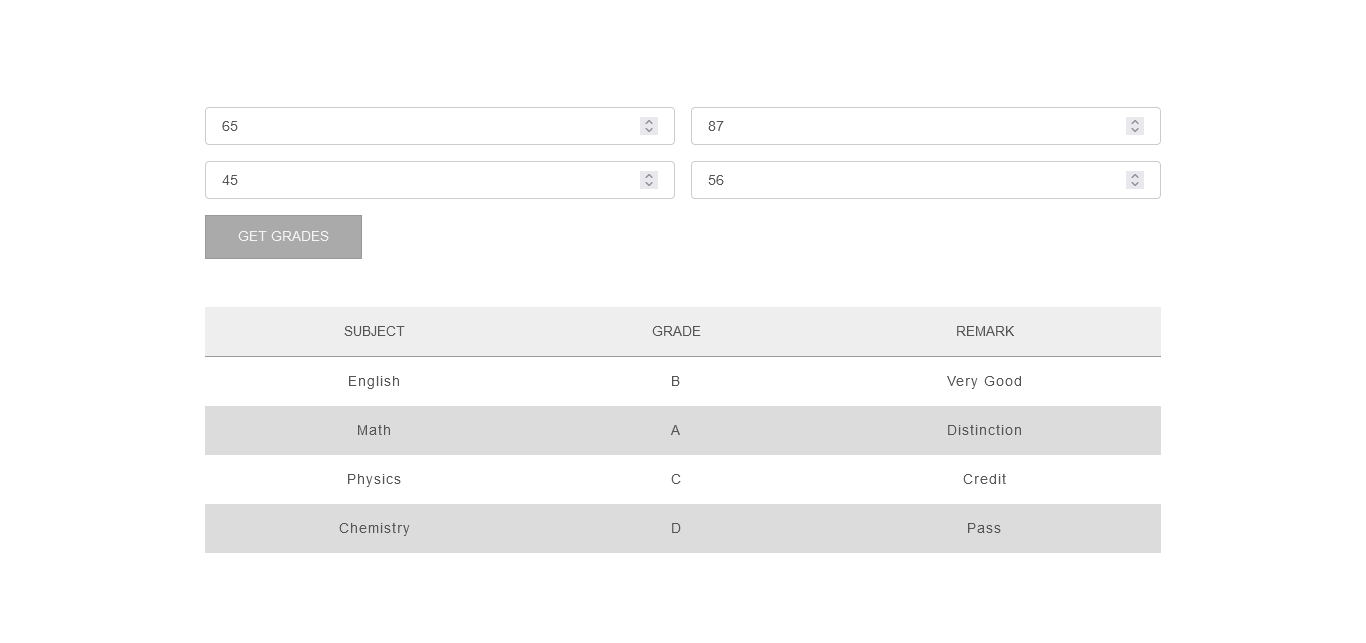 65 87
45 56
GET GRADES
SUBJECT GRADE REMARK
English B Very Good
Math A Distinction
Physics C Credit
Chemistry D Pass